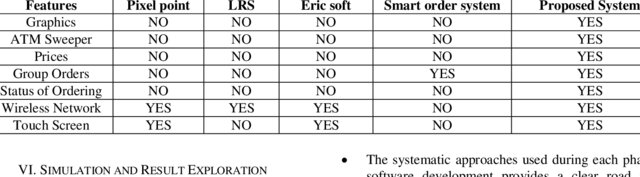 Features Pixel point LRS Eric soft Smart order system Proposed System
Graphics NO NO NO NO YES
ATM Sweeper NO NO NO NO YES
Prices NO NO NO NO YES
Group Orders NO NO NO YES YES
Status of Ordering NO NO NO NO YES
Wireless Network YES YES YES NO YES
Touch Screen YES NO YES NO YES
VI. SIMULATION AND RESULT EXPLORATION
• The systematic approaches used during each pha
software development provides a clear road